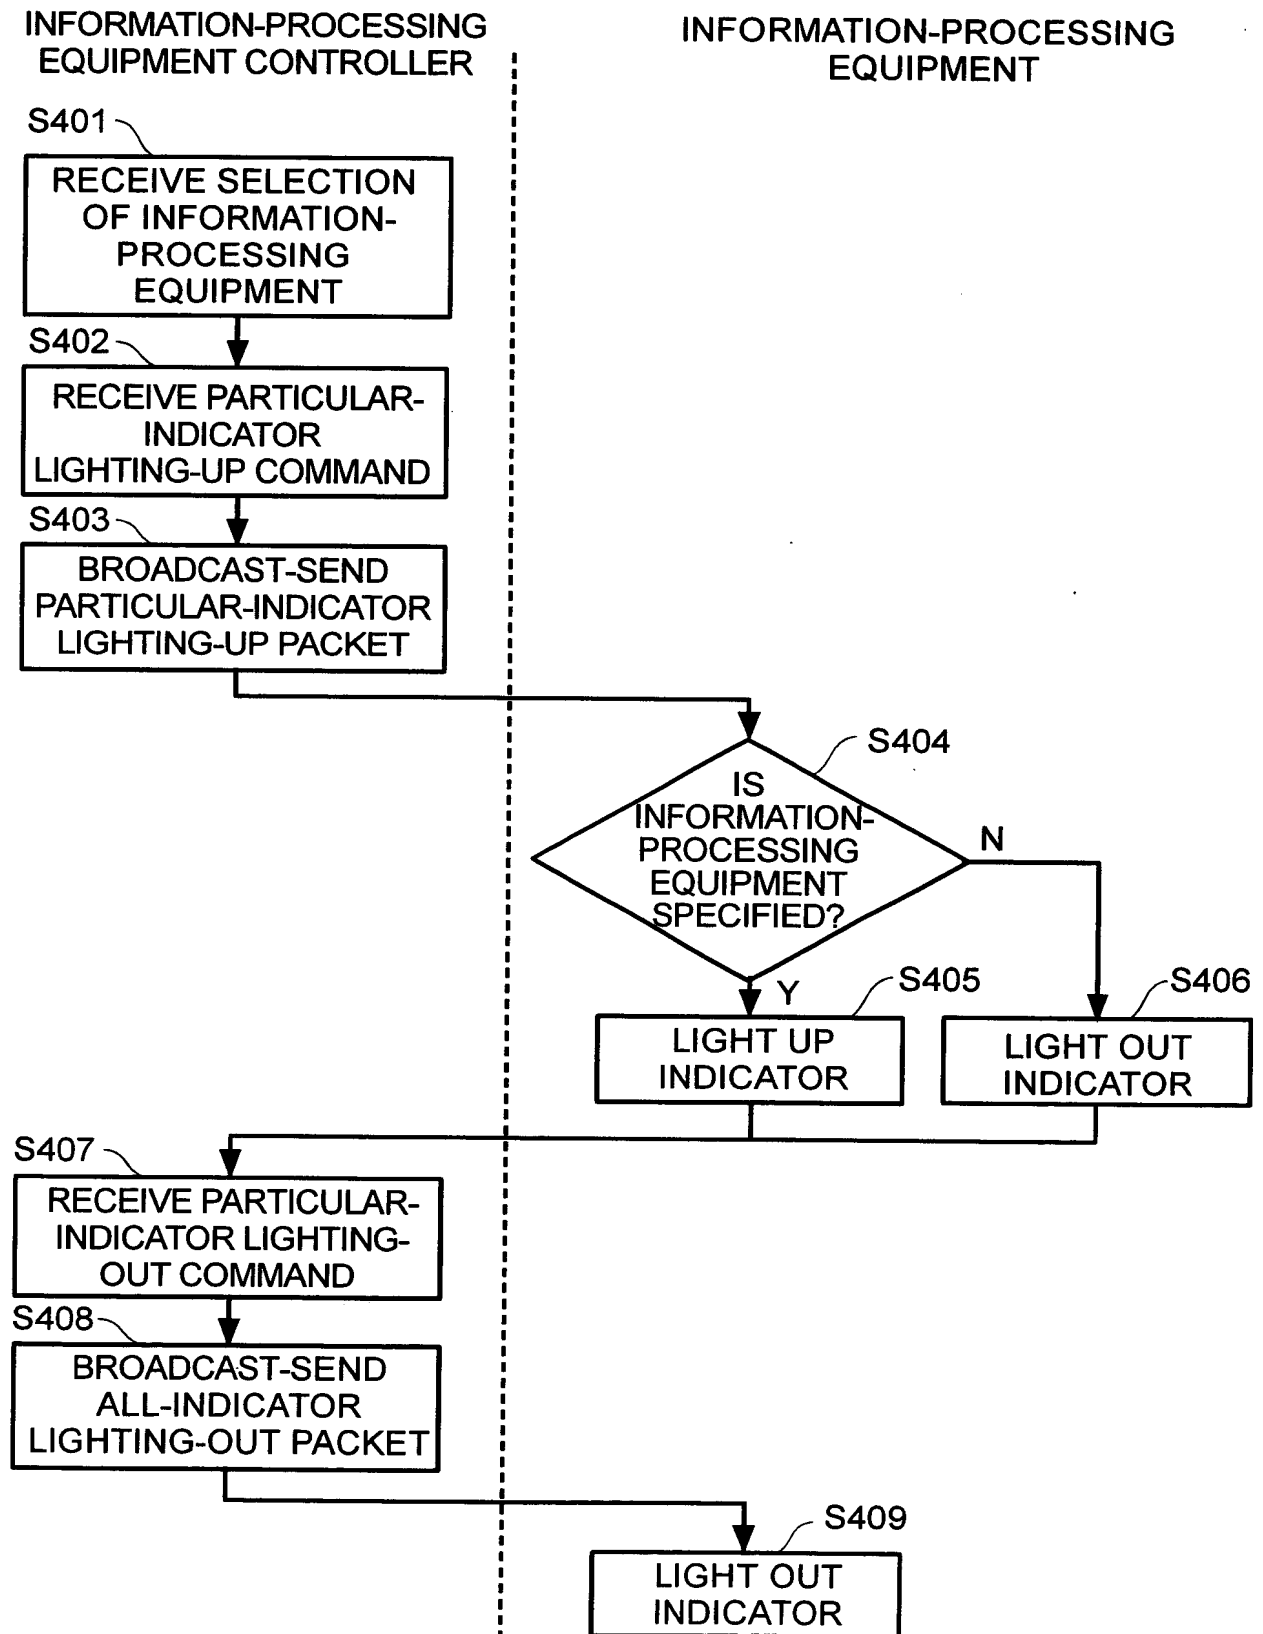 INFORMATION-PROCESSING
EQUIPMENT CONTROLLER
INFORMATION-PROCESSING
EQUIPMENT
S401
RECEIVE SELECTION
OF INFORMATION-
PROCESSING
EQUIPMENT
S402
RECEIVE PARTICULAR-
INDICATOR
LIGHTING-UP COMMAND
S403
BROADCAST-SEND
PARTICULAR-INDICATOR
LIGHTING-UP PACKET
S404
IS
INFORMATION-
PROCESSING
EQUIPMENT
SPECIFIED?
N
Y
S405
LIGHT UP
INDICATOR
S406
LIGHT OUT
INDICATOR
S407
RECEIVE PARTICULAR-
INDICATOR LIGHTING-
OUT COMMAND
S408
BROADCAST-SEND
ALL-INDICATOR
LIGHTING-OUT PACKET
S409
LIGHT OUT
INDICATOR